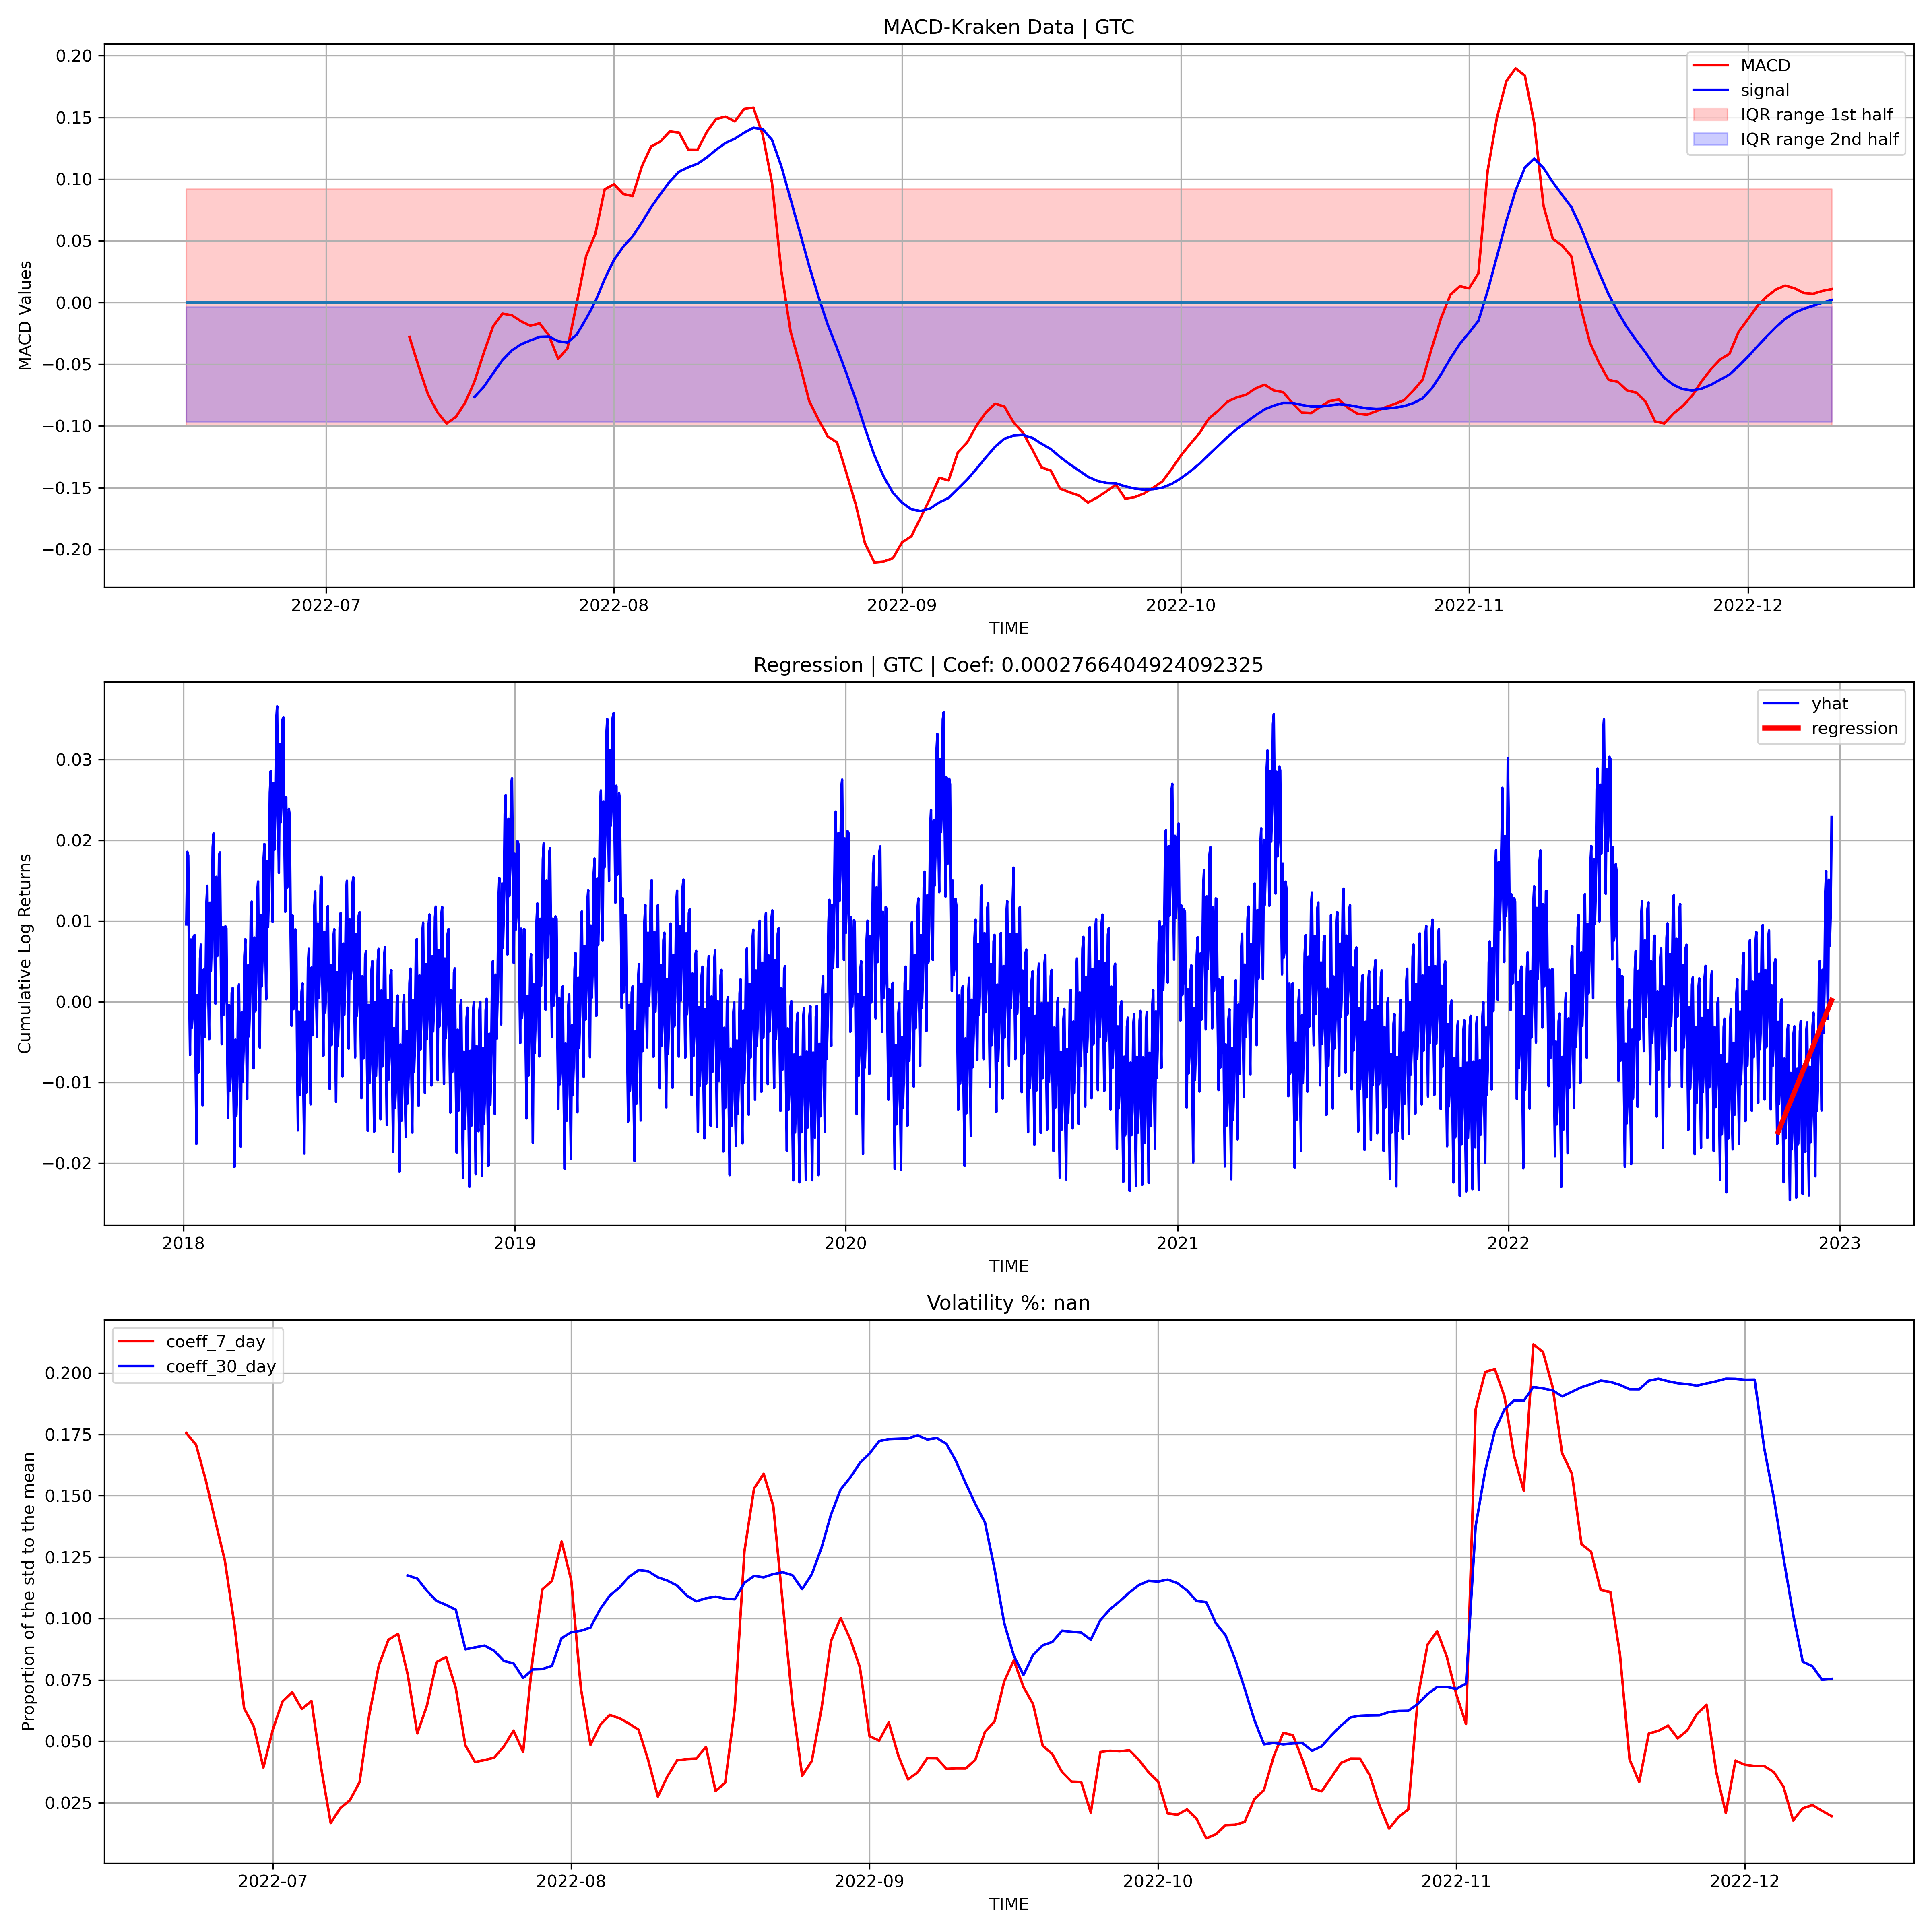 MACD-Kraken Data | GTC
MACD Values
0.20
0.15
0.10
0.05
0.00
−0.05
−0.10
−0.15
−0.20
MACD
signal
IQR range 1st half
IQR range 2nd half
2022-07 2022-08 2022-09 2022-10 2022-11 2022-12
TIME
Regression | GTC | Coef: 0.0002766404924092325
Cumulative Log Returns
0.03
0.02
0.01
0.00
−0.01
−0.02
yhat
regression
2018 2019 2020 2021 2022 2023
TIME
Volatility %: nan
Proportion of the std to the mean
0.200
0.175
0.150
0.125
0.100
0.075
0.050
0.025
coeff_7_day
coeff_30_day
2022-07 2022-08 2022-09 2022-10 2022-11 2022-12
TIME